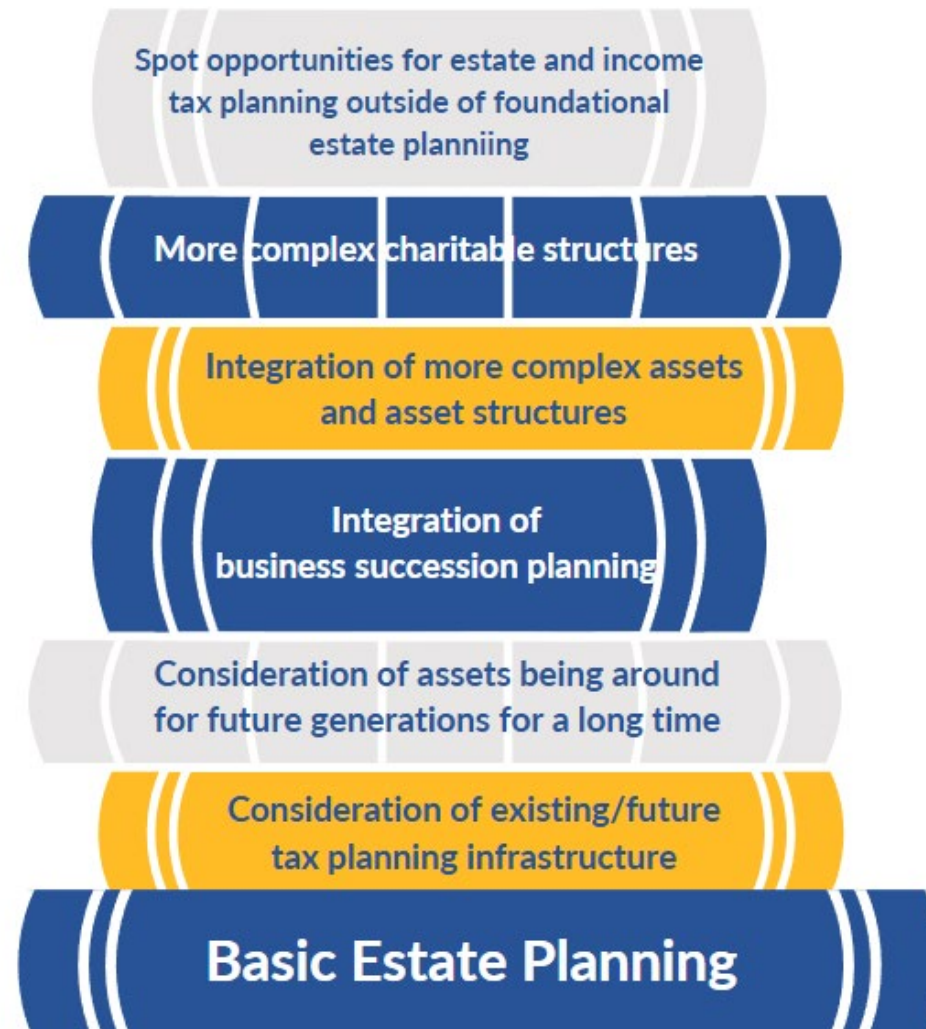 Spot opportunities for estate and income
tax planning outside of foundational
estate planniing
More complex charitable structures
Integration of more complex assets
and asset structures
Integration of
business succession planning
Consideration of assets being around
for future generations for a long time
Consideration of existing/future
tax planning infrastructure
Basic Estate Planning